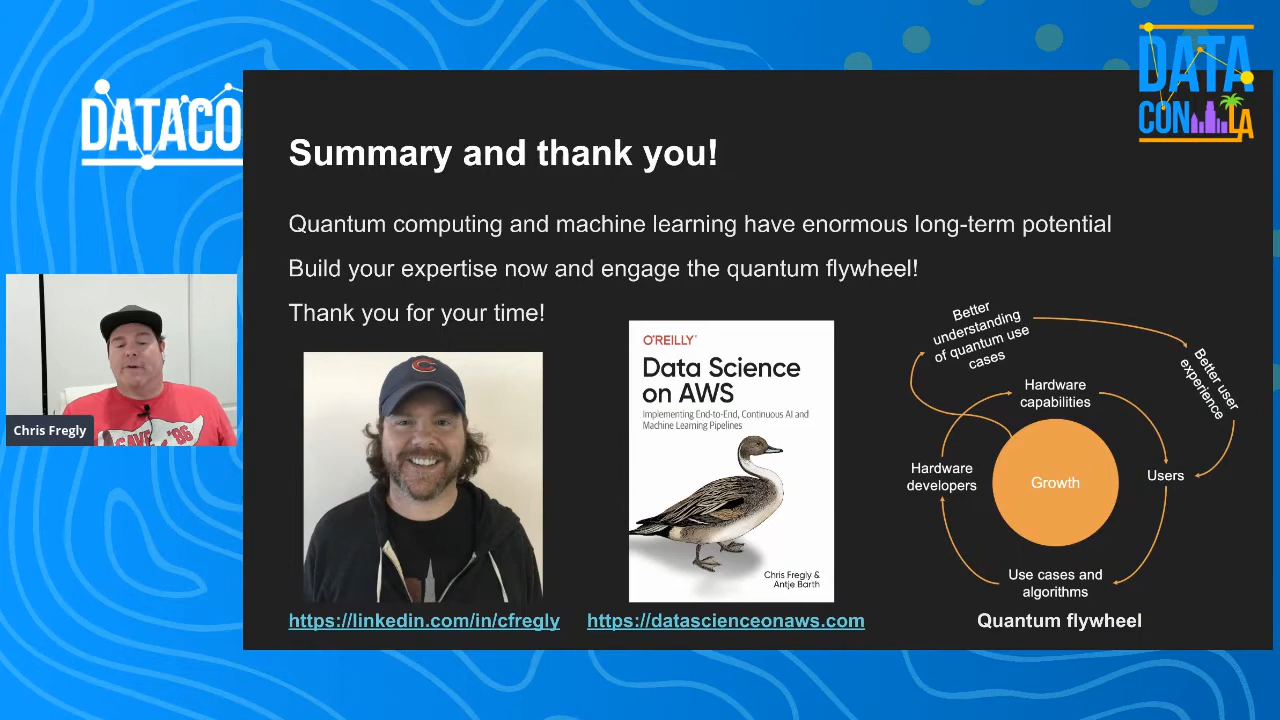 DATACO
DATA
CON LA
Summary and thank you!
Quantum computing and machine learning have enormous long-term potential
Build your expertise now and engage the quantum flywheel!
Thank you for your time!
Chris Fregly
SAVE '86
C
https://linkedin.com/in/cfregly
O'REILLY®
Data Science
on AWS
Implementing End-to-End, Continuous AI and
Machine Learning Pipelines
Chris Fregly &
Antje Barth
https://datascienceonaws.com
Better
understanding
of quantum use
cases
Better user
experience
Hardware
capabilities
Hardware
developers
Growth
Users
Use cases and
algorithms
Quantum flywheel